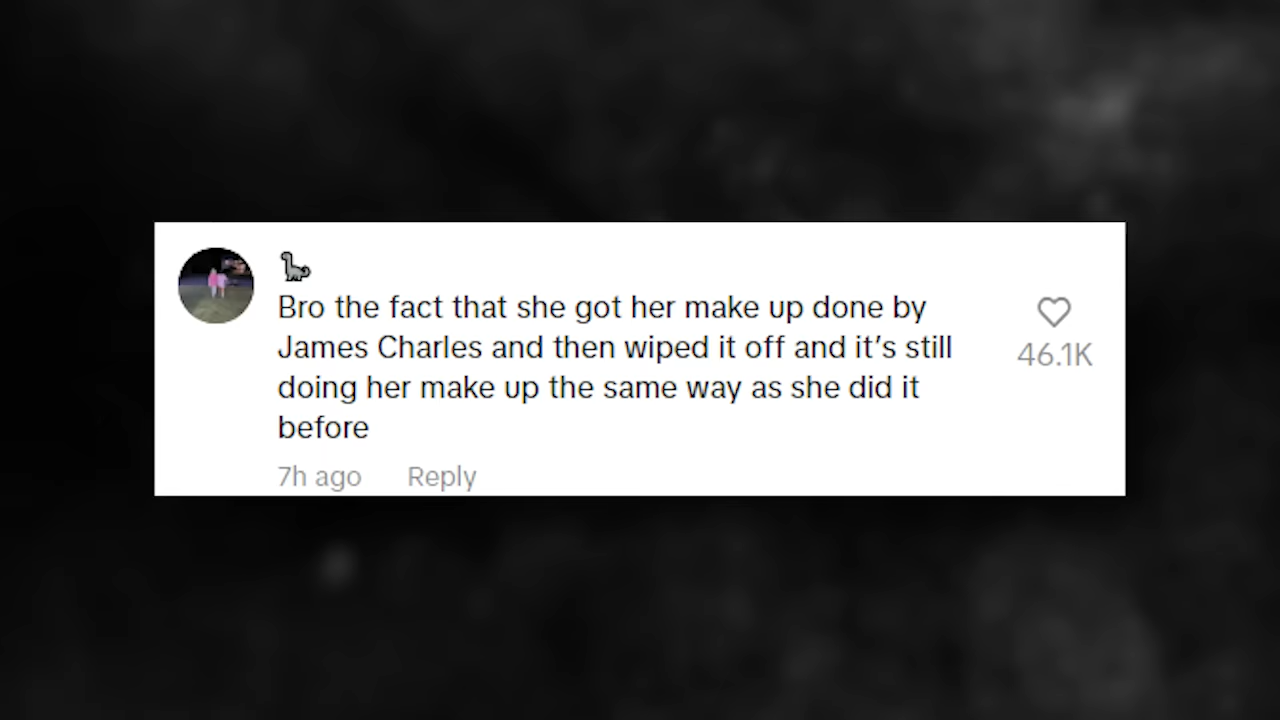 🦕
Bro the fact that she got her make up done by
James Charles and then wiped it off and it’s still
doing her make up the same way as she did it
before
46.1K
7h ago Reply